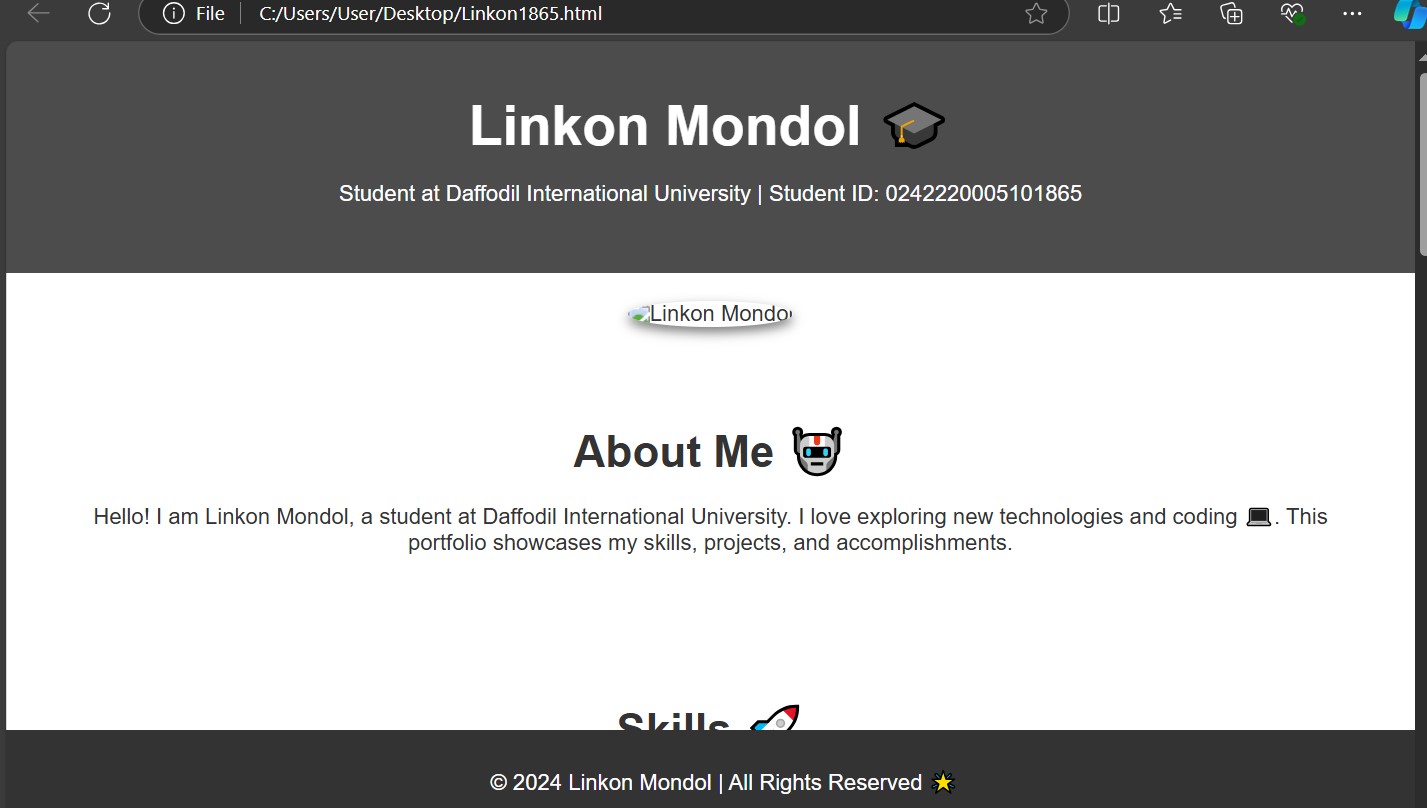 File C:/Users/User/Desktop/Linkon1865.html
Linkon Mondol 🎓
Student at Daffodil International University | Student ID: 0242220005101865
Linkon Mondo
About Me 🤖
Hello! I am Linkon Mondol, a student at Daffodil International University. I love exploring new technologies and coding 💻. This
portfolio showcases my skills, projects, and accomplishments.
Skills 🚀
© 2024 Linkon Mondol | All Rights Reserved 🌟